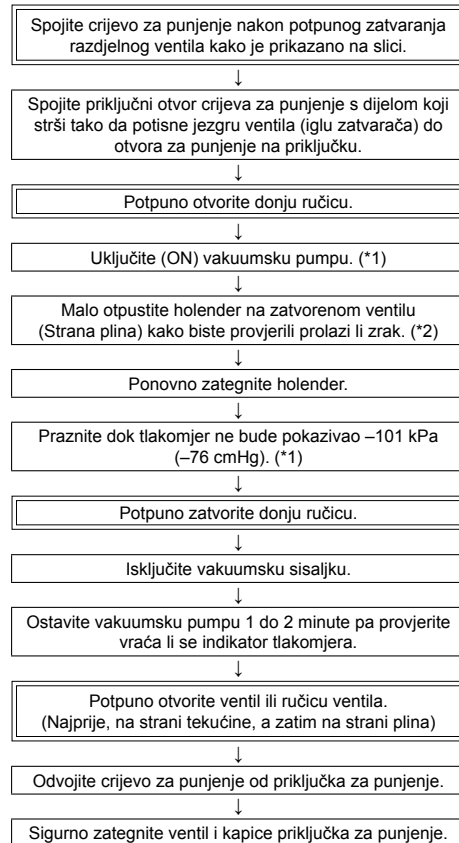 Spojite crijevo za punjenje nakon potpunog zatvaranja
razdjelnog ventila kako je prikazano na slici.
↓
Spojite priključni otvor crijeva za punjenje s dijelom koji
strši tako da potisne jezgru ventila (iglu zatvarača) do
otvora za punjenje na priključku.
↓
Potpuno otvorite donju ručicu.
↓
Uključite (ON) vakuumsku pumpu. (*1)
↓
Malo otpustite holender na zatvorenom ventilu
(Strana plina) kako biste provjerili prolazi li zrak. (*2)
↓
Ponovno zategnite holender.
↓
Praznite dok tlakomjer ne bude pokazivao –101 kPa
(–76 cmHg). (*1)
↓
Potpuno zatvorite donju ručicu.
↓
Isključite vakuumsku sisaljku.
↓
Ostavite vakuumsku pumpu 1 do 2 minute pa provjerite
vraća li se indikator tlakomjera.
↓
Potpuno otvorite ventil ili ručicu ventila.
(Najprije, na strani tekućine, a zatim na strani plina)
↓
Odvojite crijevo za punjenje od priključka za punjenje.
↓
Sigurno zategnite ventil i kapice priključka za punjenje.